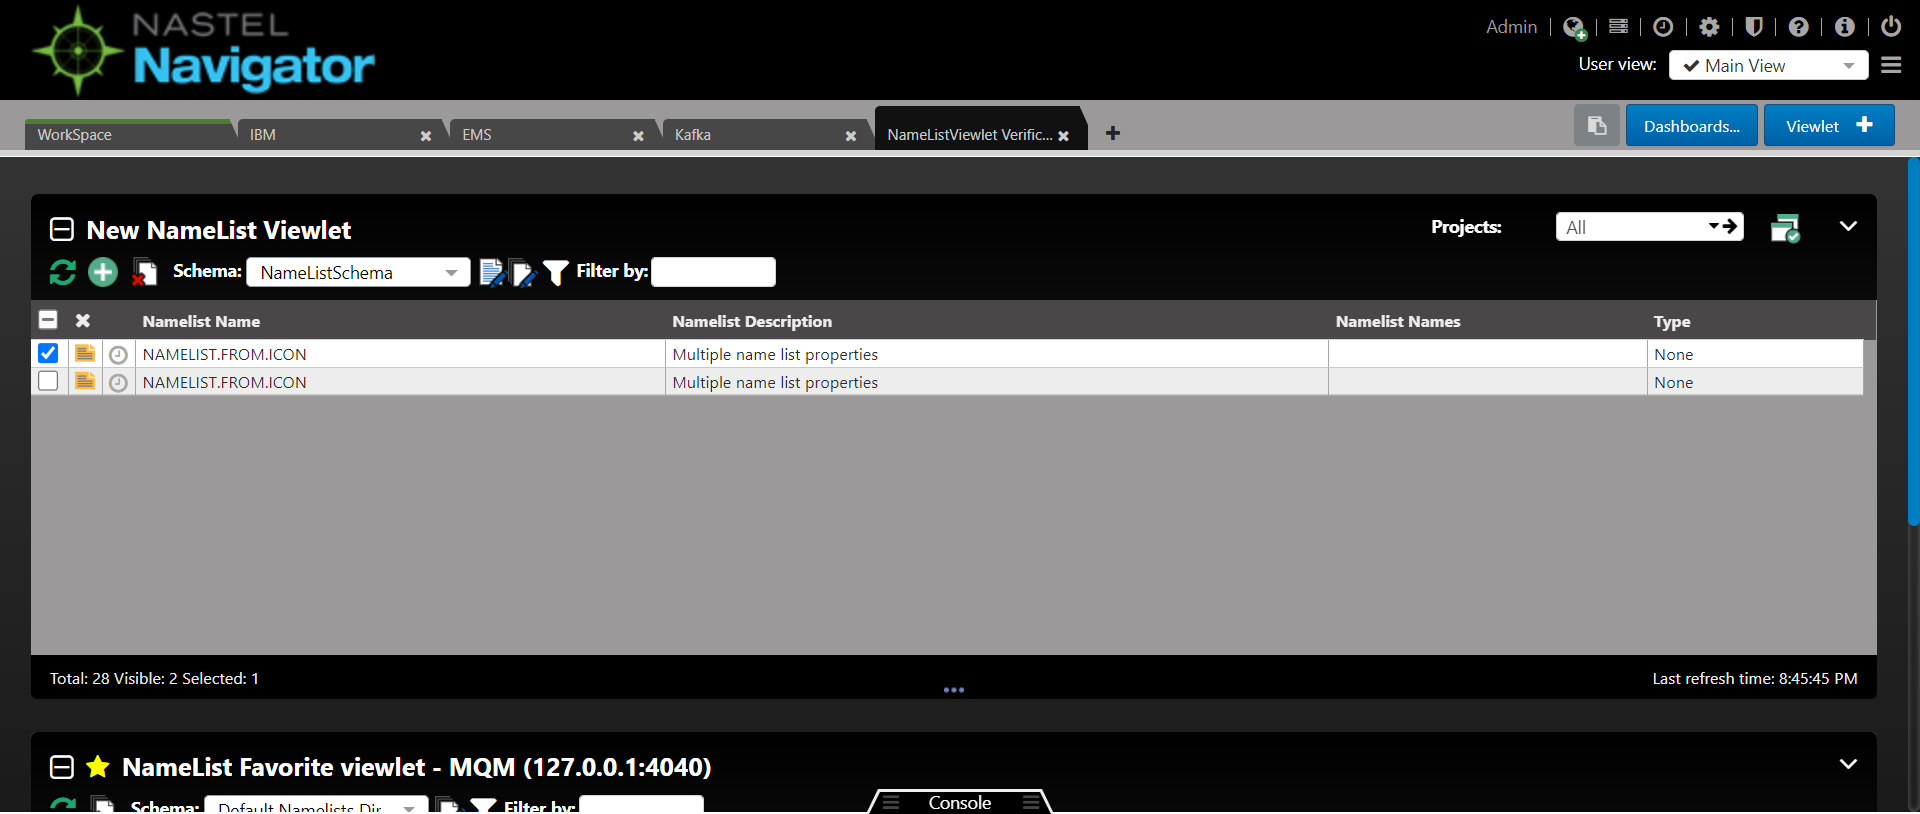 NASTEL
Navigator
Admin
User view: Main View
WorkSpace
IBM
EMS
Kafka
NameListViewlet Verific...
Dashboards...
Viewlet
New NameList Viewlet
Projects: All
Schema: NameListSchema Filter by:
Namelist Name Namelist Description Namelist Names Type
NAMELIST.FROM.ICON Multiple name list properties None
NAMELIST.FROM.ICON Multiple name list properties None
Total: 28 Visible: 2 Selected: 1
Last refresh time: 8:45:45 PM
NameList Favorite viewlet - MQM (127.0.0.1:4040)
Schema: Default Namelists Dir Filter by:
Console